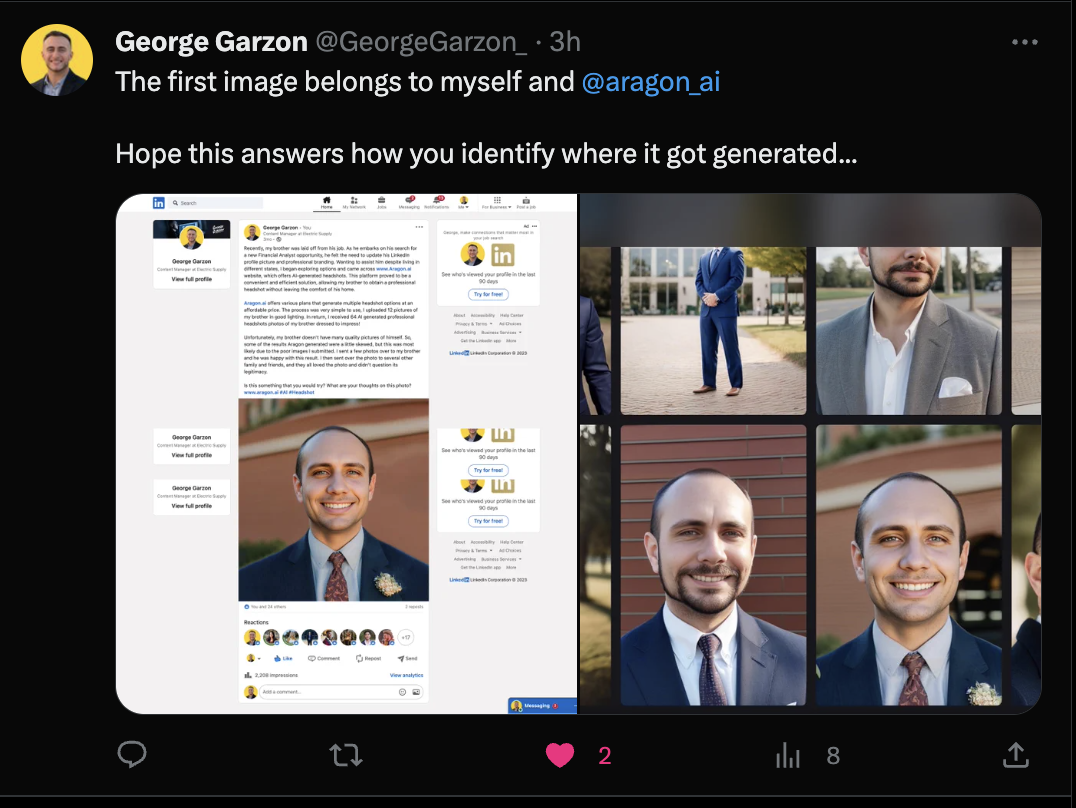 George Garzon @GeorgeGarzon_ · 3h
The first image belongs to myself and @aragon_ai
Hope this answers how you identify where it got generated...
in Search
Home My Network Jobs Messaging Notifications Me For Business Post a Job
George Garzon
Content Manager at Electric Supply
View full profile
George Garzon · You
Content Manager at Electric Supply
3mo
Recently, my brother was laid off from his job. As he embarks on his search for
a new Financial Analyst opportunity, he felt the need to update his LinkedIn
profile picture and professional branding. Wanting to assist him despite living in
different states, I began exploring options and came across www.Aragon.ai
website, which offers AI-generated headshots. This platform proved to be a
convenient and efficient solution, allowing my brother to obtain a professional
headshot without leaving the comfort of his home.
Aragon.ai offers various plans that generate multiple headshot options at an
affordable price. The process was very simple to use, I uploaded 12 pictures of
my brother in good lighting. In return, I received 64 AI generated professional
headshots photos of my brother dressed to impress!
Unfortunately, my brother doesn't have many quality pictures of himself. So,
some of the results Aragon generated were a little skewed, but this was most
likely due to the poor images I submitted. I sent a few photos over to my brother
and he was happy with this result. I then sent over the photo to several other
family and friends, and they all loved the photo and didn't question its
legitimacy.
Is this something that you would try? What are your thoughts on this photo?
www.aragon.ai #AI #Headshot
You and 24 others
2 reposts
Reactions
+17
Like Comment Repost Send
2,208 impressions
View analytics
Add a comment...
George Garzon
Content Manager at Electric Supply
View full profile
George Garzon
Content Manager at Electric Supply
View full profile
Ad
George, make connections that matter most in
your job search
in
See who's viewed your profile in the last
90 days
Try for free!
About Accessibility Help Center
Privacy & Terms Ad Choices
Advertising Business Services
Get the LinkedIn app More
LinkedIn LinkedIn Corporation © 2023
in
See who's viewed your profile in the last
90 days
Try for free!
in
See who's viewed your profile in the last
90 days
Try for free!
About Accessibility Help Center
Privacy & Terms Ad Choices
Advertising Business Services
Get the LinkedIn app More
LinkedIn LinkedIn Corporation © 2023
Messaging
2
8